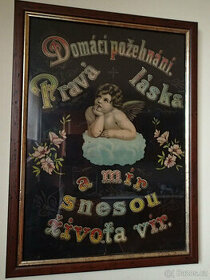 Domácí požehnání.
Pravá láska
a mír
snesou
života vír.